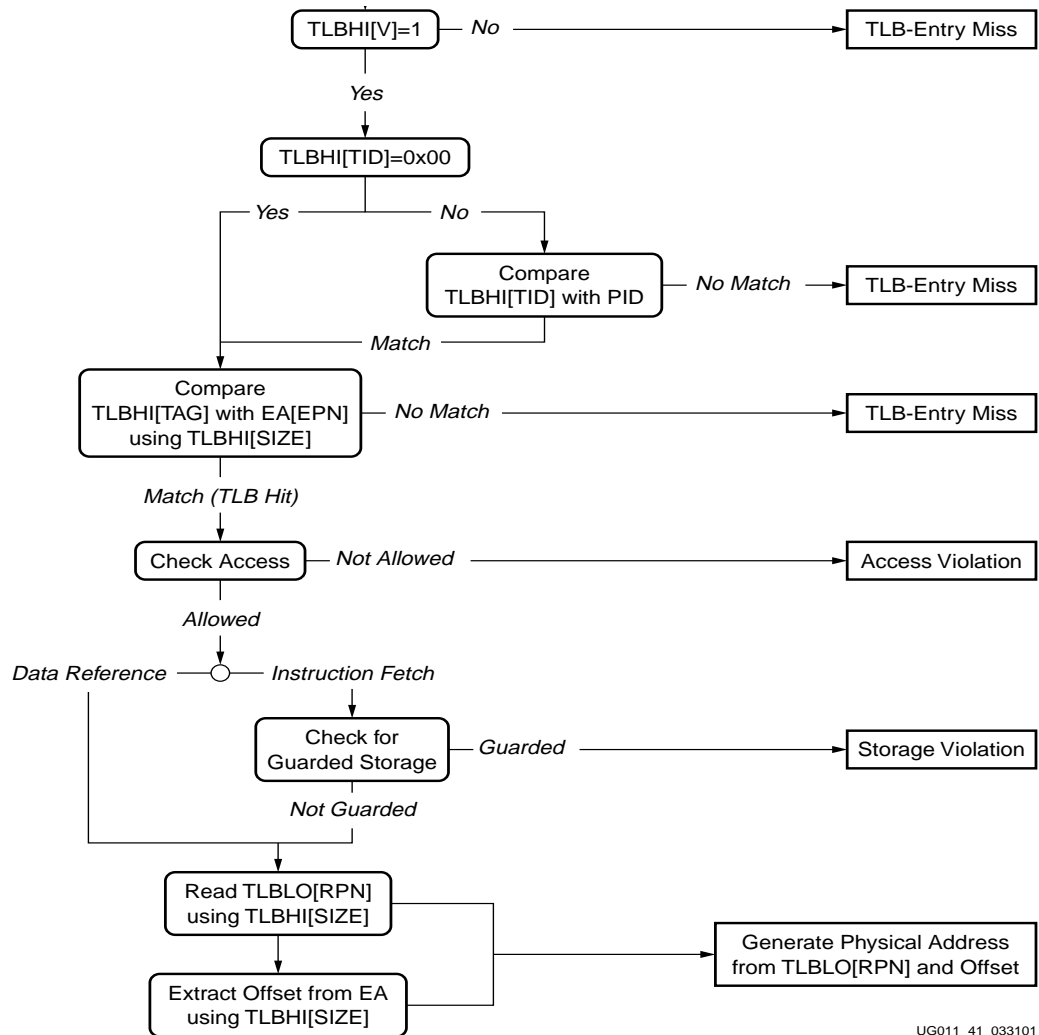 TLBHI[V]=1
No
TLB-Entry Miss
Yes
TLBHI[TID]=0x00
Yes
No
Compare
TLBHI[TID] with PID
No Match
TLB-Entry Miss
Match
Compare
TLBHI[TAG] with EA[EPN]
using TLBHI[SIZE]
No Match
TLB-Entry Miss
Match (TLB Hit)
Check Access
Not Allowed
Access Violation
Allowed
Data Reference
Instruction Fetch
Check for
Guarded Storage
Guarded
Storage Violation
Not Guarded
Read TLBLO[RPN]
using TLBHI[SIZE]
Generate Physical Address
from TLBLO[RPN] and Offset
Extract Offset from EA
using TLBHI[SIZE]
UG011_41_033101